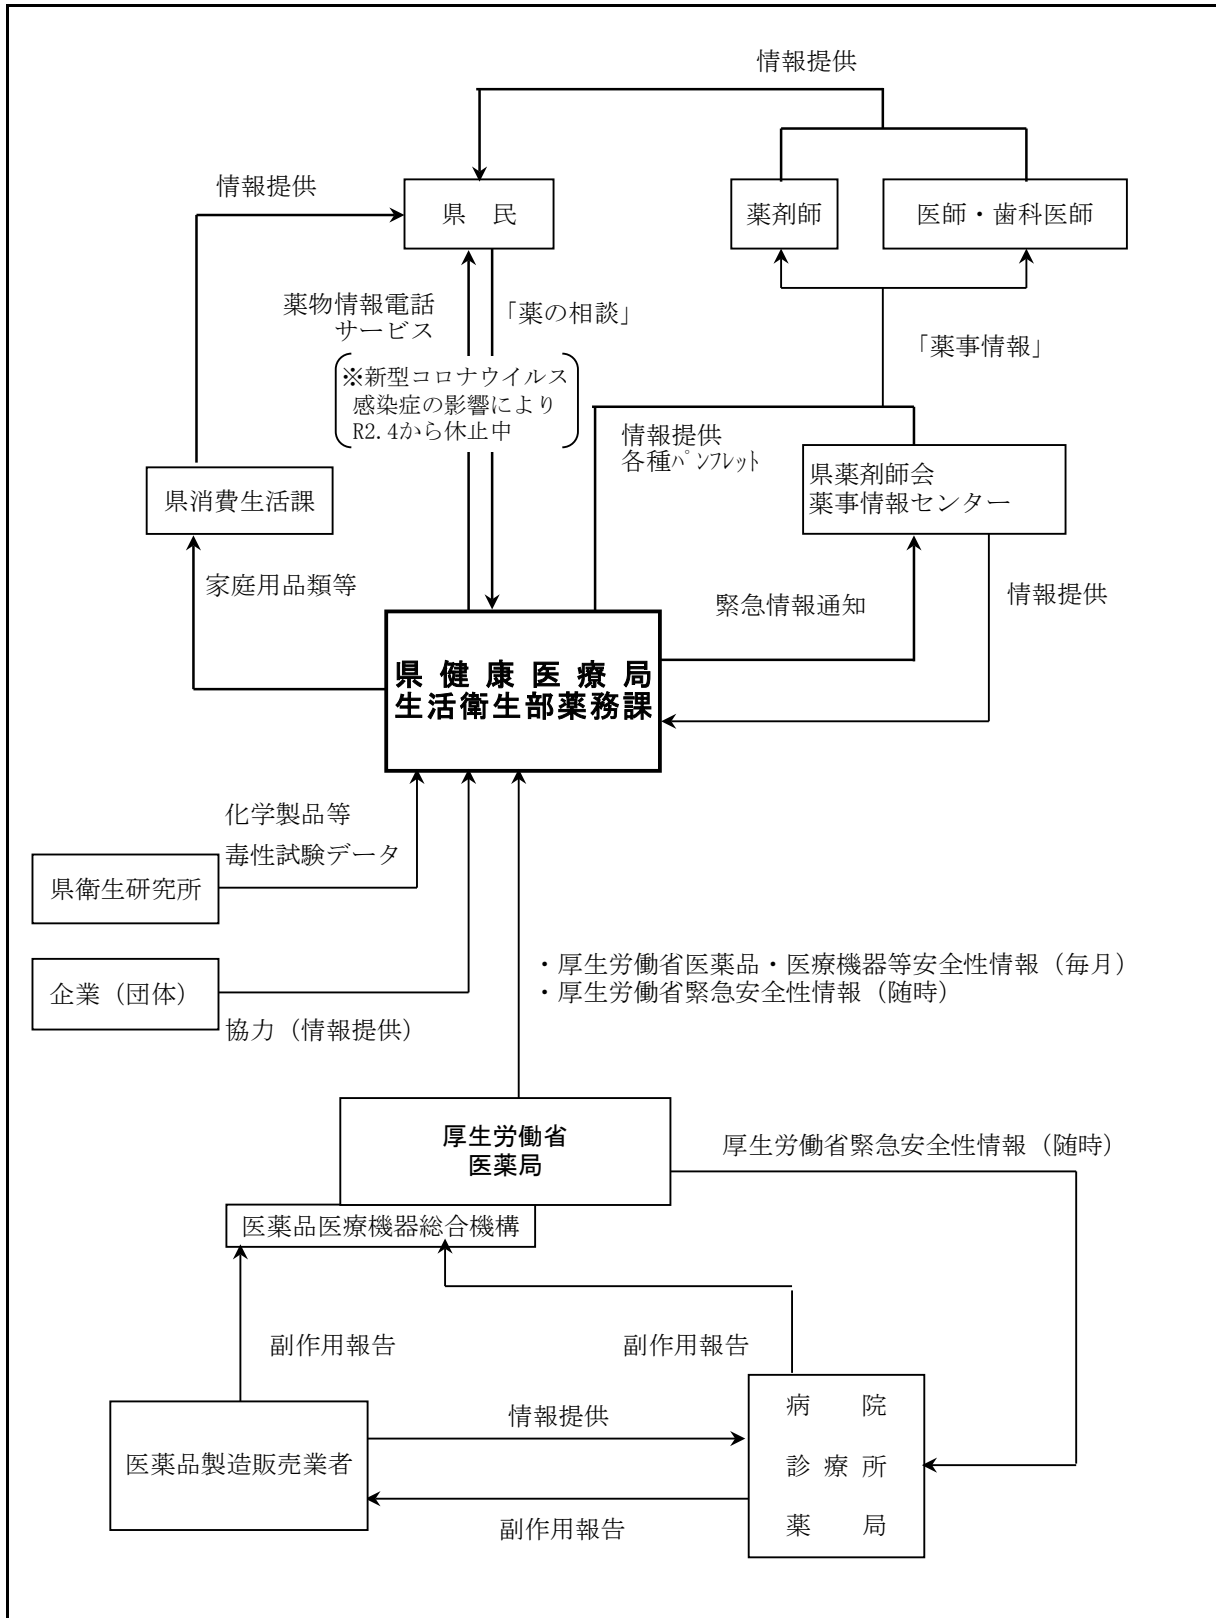 情報提供
情報提供
県　民
薬剤師
医師・歯科医師
薬物情報電話
サービス
「薬の相談」
「薬事情報」
※新型コロナウイルス
感染症の影響により
R2.4から休止中
情報提供
各種パンフレット
県薬剤師会
薬事情報センター
県消費生活課
家庭用品類等
緊急情報通知
情報提供
県健康医療局
生活衛生部薬務課
化学製品等
毒性試験データ
県衛生研究所
企業（団体）
協力（情報提供）
・厚生労働省医薬品・医療機器等安全性情報（毎月）
・厚生労働省緊急安全性情報（随時）
厚生労働省
医薬局
厚生労働省緊急安全性情報（随時）
医薬品医療機器総合機構
副作用報告
副作用報告
病　院
診療所
薬　局
情報提供
医薬品製造販売業者
副作用報告